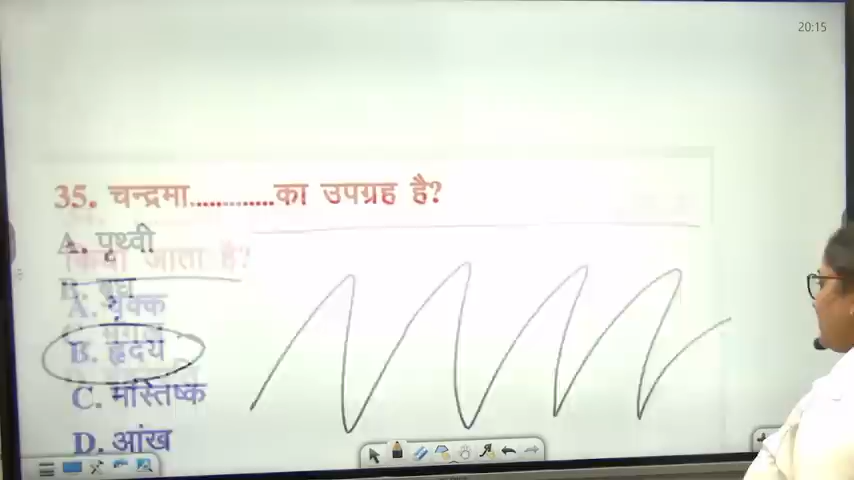 20:15
35. चन्द्रमा.............का उपग्रह है?
A. पृथ्वी
किया जाता है?
B. बुध
A. वृक्क
B. हृदय
C. मस्तिष्क
D. आंख